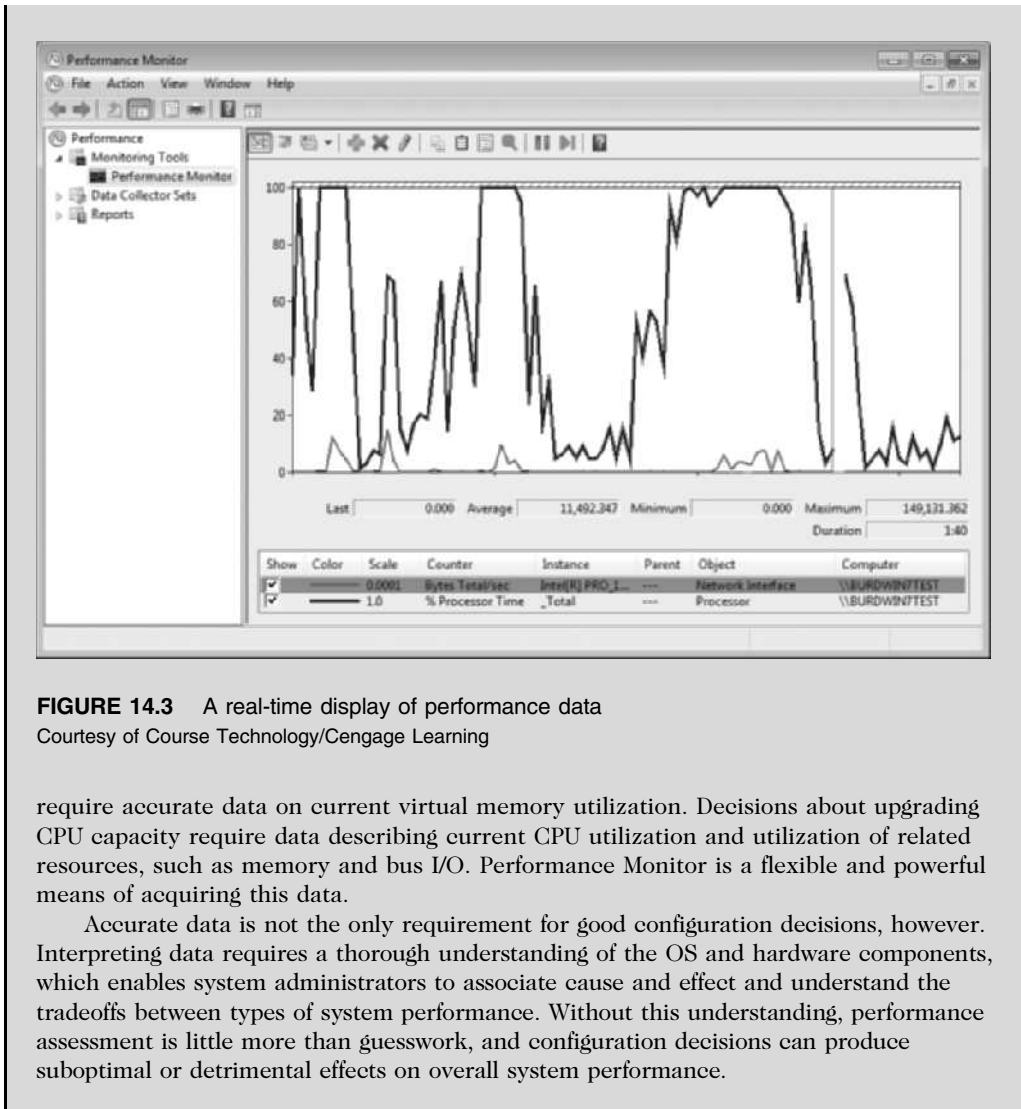 Performance Monitor
File Action View Window Help
Performance
Monitoring Tools
Performance Monitor
Data Collector Sets
Reports
100
80
60
40
20
0
Last 0.000 Average 11,492.347 Minimum 0.000 Maximum 149,131.362
Duration 1:40
Show Color Scale Counter Instance Parent Object Computer
0.0001 Bytes Total/sec Intel[R] PRO_1... --- Network Interface \\BURDWIN7TEST
1.0 % Processor Time _Total --- Processor \\BURDWIN7TEST
FIGURE 14.3 A real-time display of performance data
Courtesy of Course Technology/Cengage Learning
require accurate data on current virtual memory utilization. Decisions about upgrading
CPU capacity require data describing current CPU utilization and utilization of related
resources, such as memory and bus I/O. Performance Monitor is a flexible and powerful
means of acquiring this data.
Accurate data is not the only requirement for good configuration decisions, however.
Interpreting data requires a thorough understanding of the OS and hardware components,
which enables system administrators to associate cause and effect and understand the
tradeoffs between types of system performance. Without this understanding, performance
assessment is little more than guesswork, and configuration decisions can produce
suboptimal or detrimental effects on overall system performance.